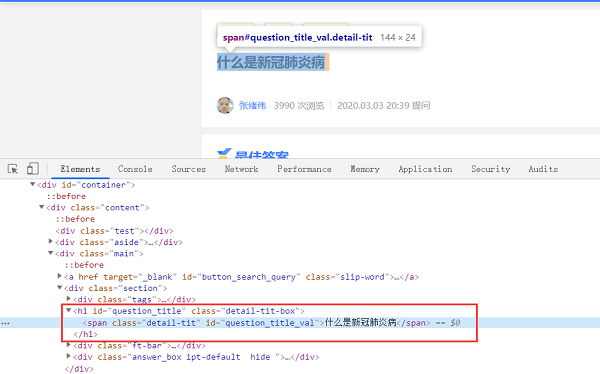 span#question_title_val.detail-tit 144 × 24
什么是新冠肺炎病
张绪伟 3990 次浏览 | 2020.03.03 20:39 提问
最佳答案
Elements Console Sources Network Performance Memory Application Security Audits
▼<div id="container">
::before
▼<div class="content">
::before
<div class="test"></div>
▶<div class="aside">…</div>
▼<div class="main">
::before
▶<a href target="_blank" id="button_search_query" class="slip-word">…</a>
▼<div class="section">
▶<div class="tags">…</div>
▼<h1 id="question_title" class="detail-tit-box">
… <span class="detail-tit" id="question_title_val">什么是新冠肺炎病</span> == $0
</h1>
▶<div class="ft-bar">…</div>
▶<div class="answer_box ipt-default  hide ">…</div>
</div>